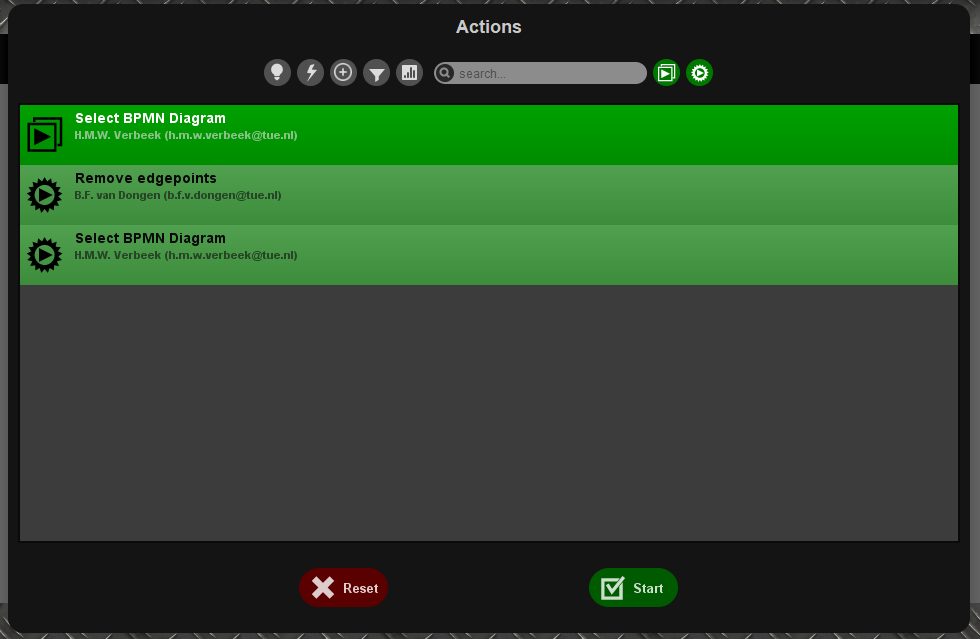 Actions
search...
Select BPMN Diagram
H.M.W. Verbeek (h.m.w.verbeek@tue.nl)
Remove edgepoints
B.F. van Dongen (b.f.v.dongen@tue.nl)
Select BPMN Diagram
H.M.W. Verbeek (h.m.w.verbeek@tue.nl)
Reset
Start